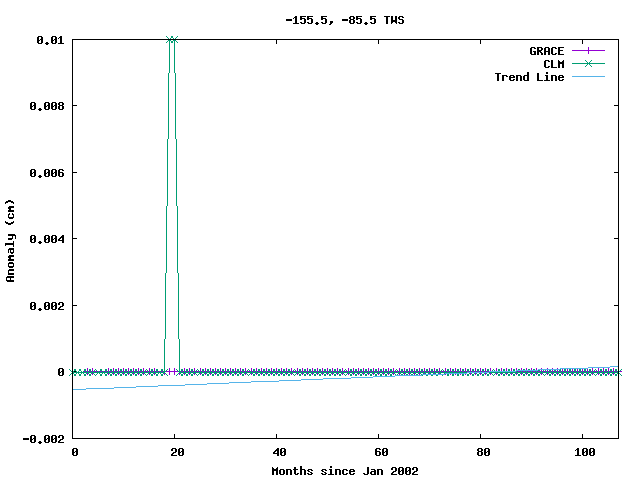 -155.5, -85.5 TWS
GRACE
CLM
Trend Line
0.01
0.008
0.006
0.004
0.002
0
-0.002
Anomaly (cm)
0 20 40 60 80 100
Months since Jan 2002